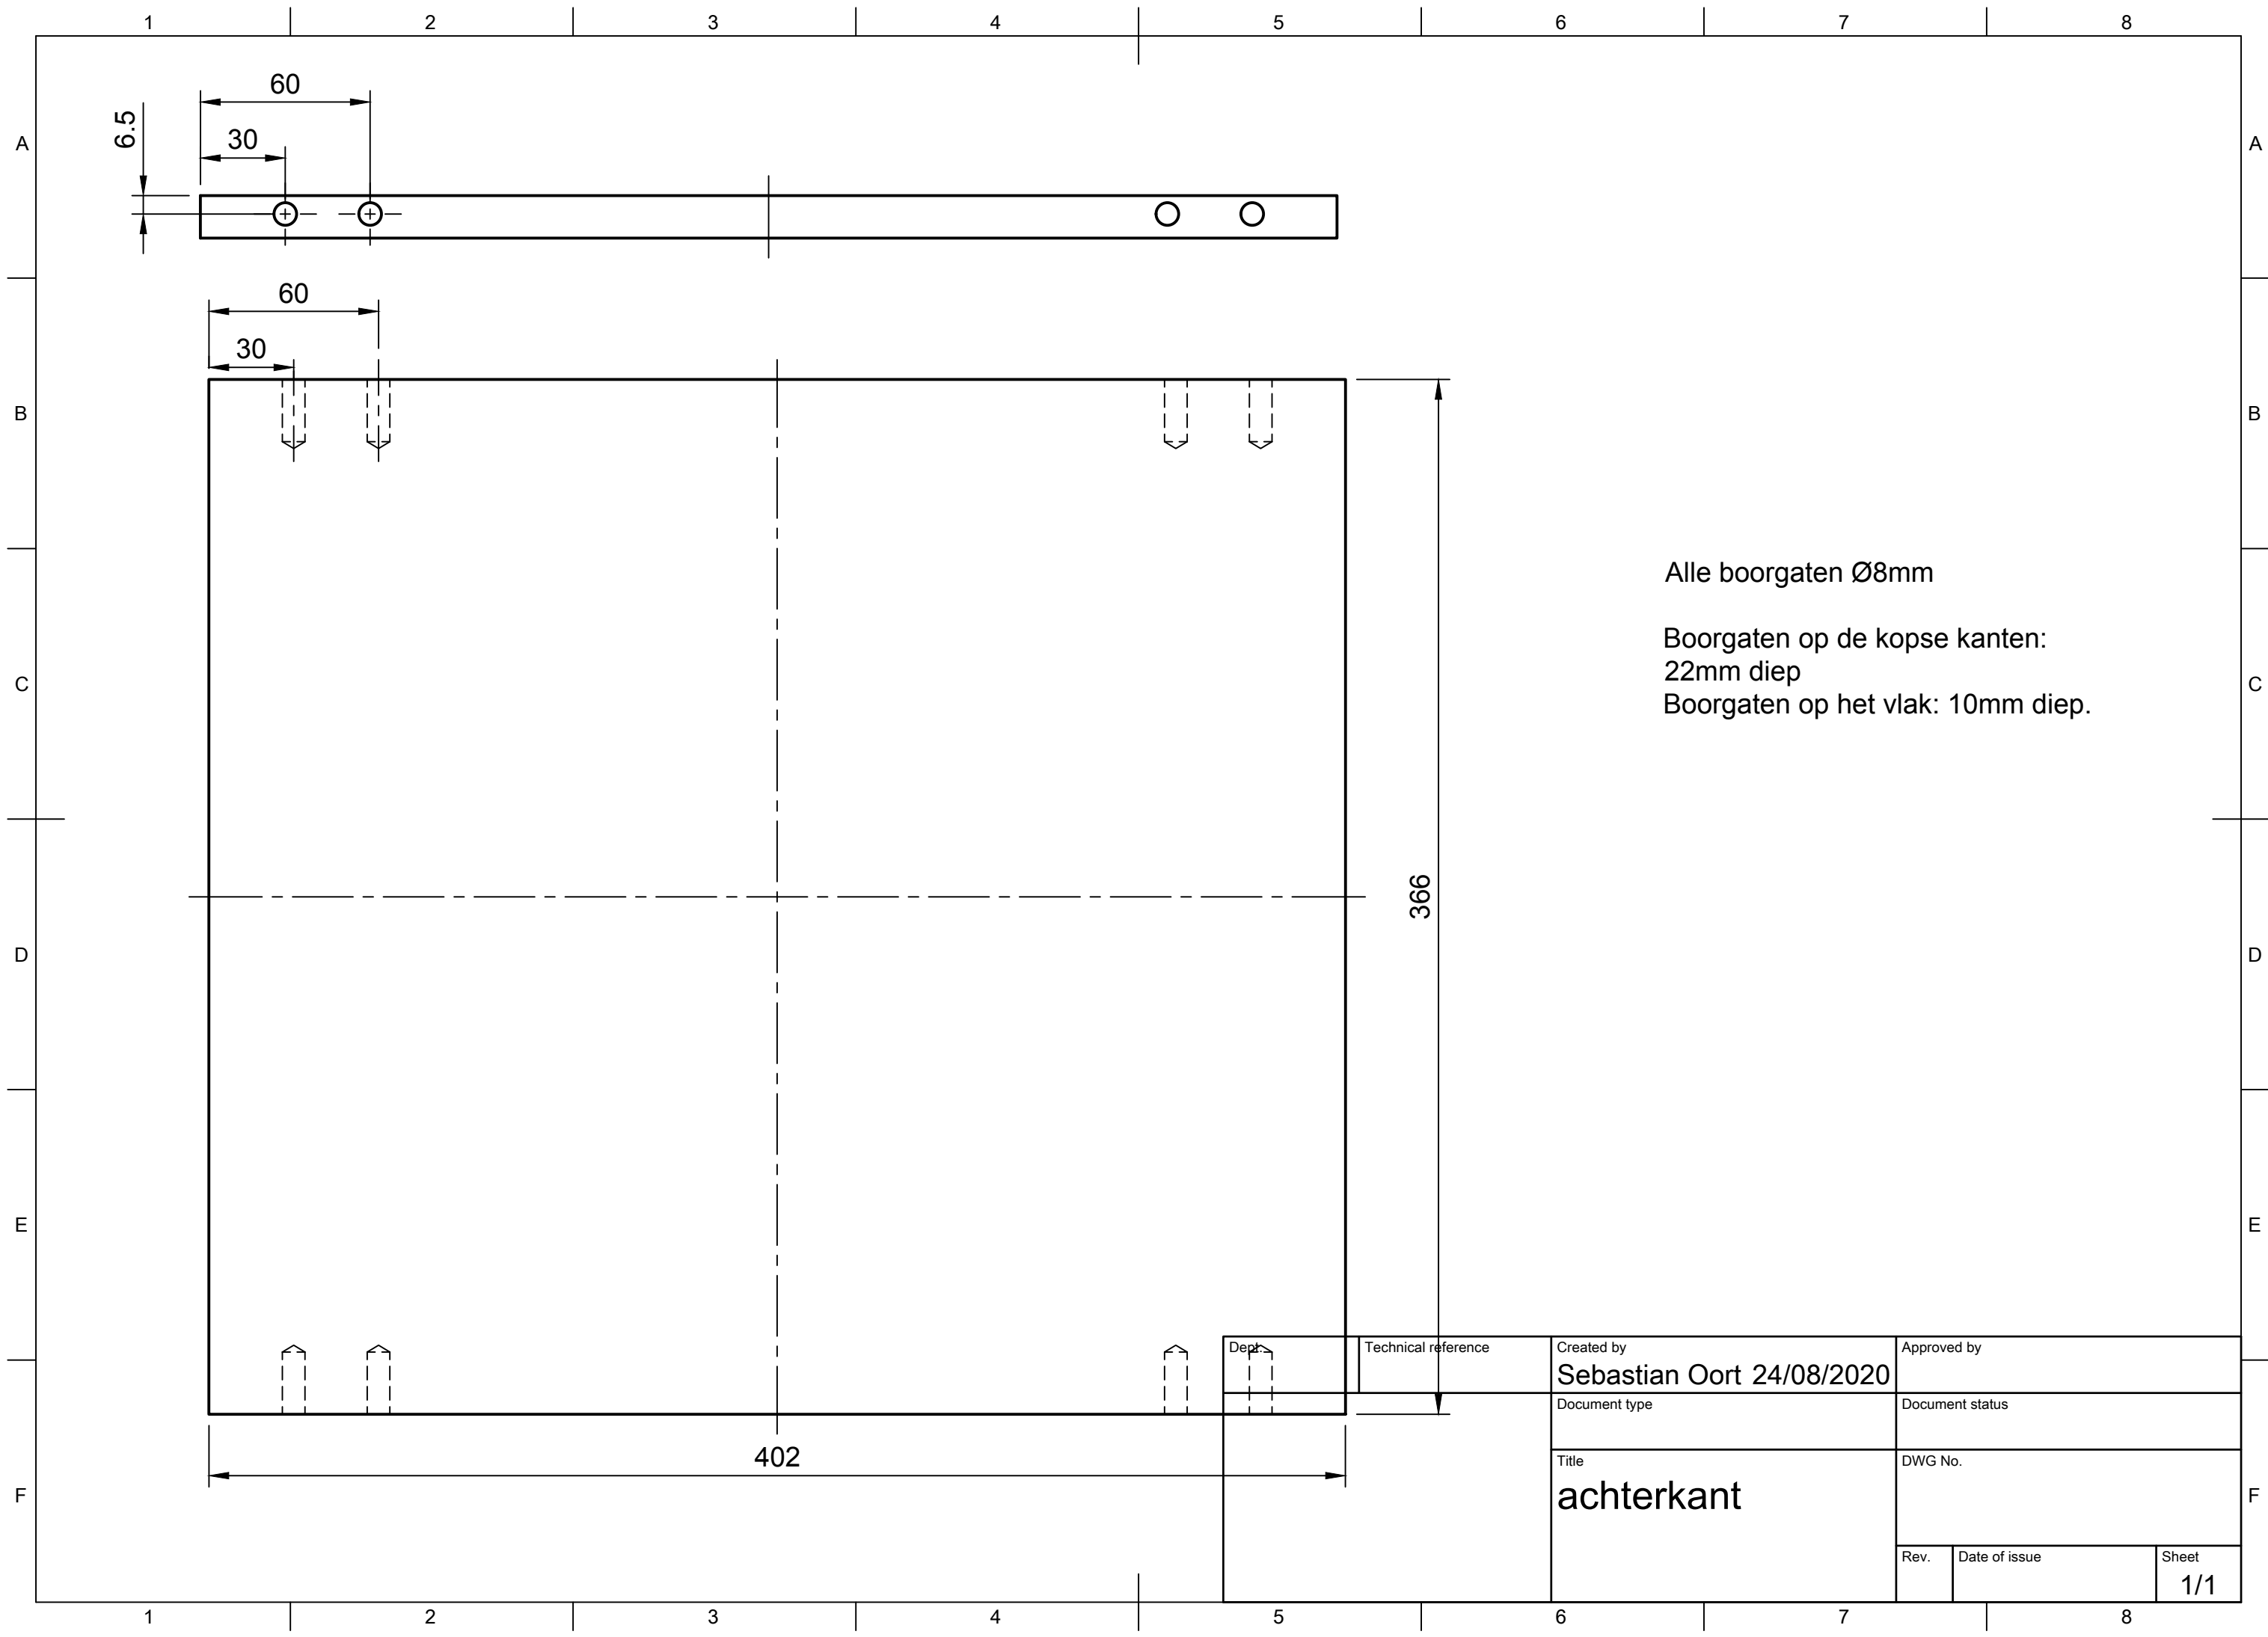 1 2 3 4 5 6 7 8
60
6.5
30
A A
60
30
B B
Alle boorgaten Ø8mm
Boorgaten op de kopse kanten:
22mm diep
Boorgaten op het vlak: 10mm diep.
C C
366
D D
E E
Dept. Technical reference Created by Approved by
Sebastian Oort 24/08/2020
Document type Document status
402
Title DWG No.
achterkant
F F
Rev. Date of issue Sheet
1/1
1 2 3 4 5 6 7 8